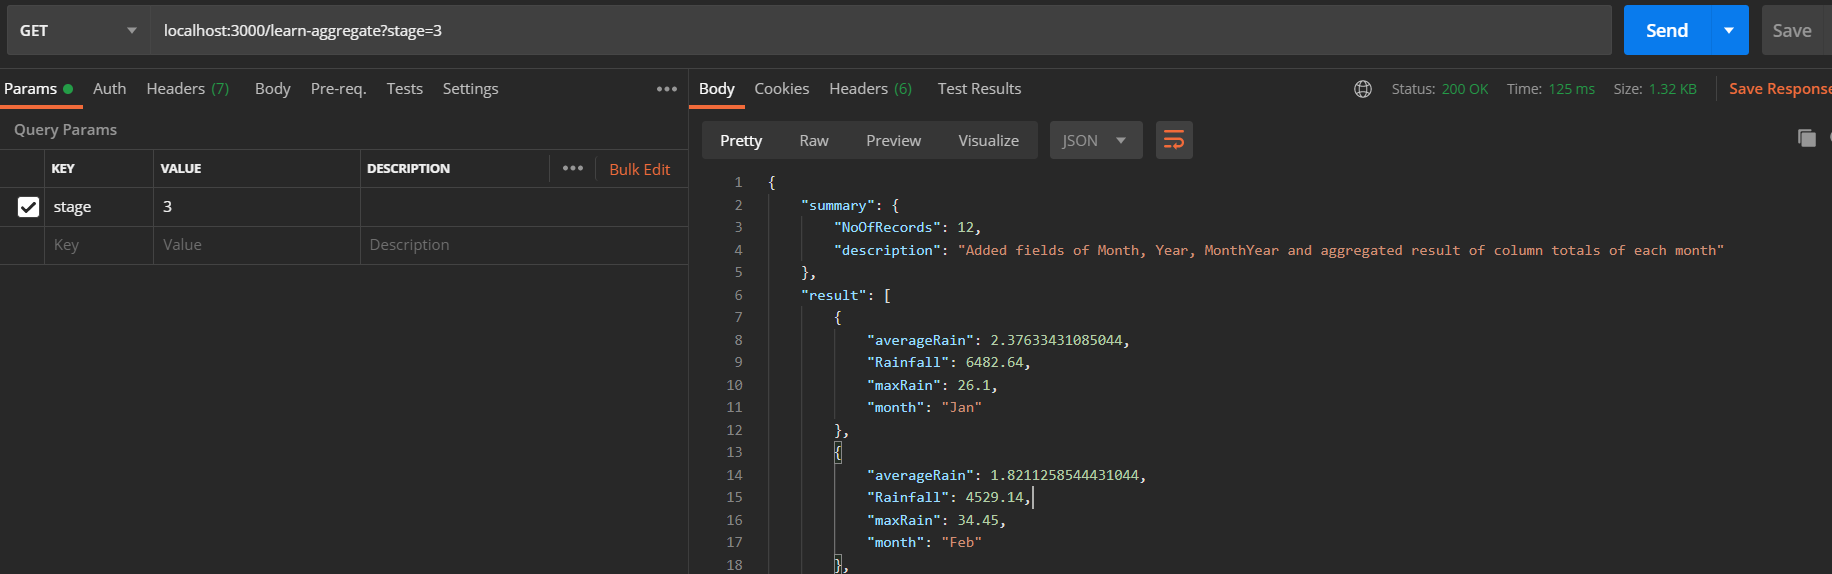 GET localhost:3000/learn-aggregate?stage=3 Send Save
Params Auth Headers (7) Body Pre-req. Tests Settings
Query Params
KEY VALUE DESCRIPTION Bulk Edit
stage 3
Key Value Description
Body Cookies Headers (6) Test Results Status: 200 OK Time: 125 ms Size: 1.32 KB Save Response
Pretty Raw Preview Visualize JSON
1 {
2 "summary": {
3 "NoOfRecords": 12,
4 "description": "Added fields of Month, Year, MonthYear and aggregated result of column totals of each month"
5 },
6 "result": [
7 {
8 "averageRain": 2.37633431085044,
9 "Rainfall": 6482.64,
10 "maxRain": 26.1,
11 "month": "Jan"
12 },
13 {
14 "averageRain": 1.8211258544431044,
15 "Rainfall": 4529.14,
16 "maxRain": 34.45,
17 "month": "Feb"
18 },